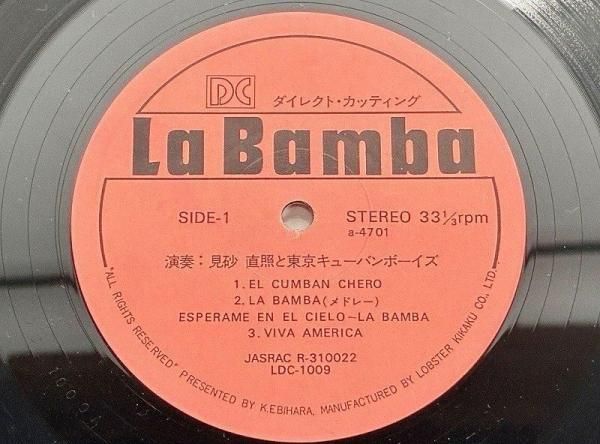 DC ダイレクト・カッティング
La Bamba
SIDE-1
STEREO 33⅓rpm
a-4701
演奏：見砂 直照と東京キューバンボーイズ
1. EL CUMBAN CHERO
2. LA BAMBA(メドレー)
ESPERAME EN EL CIELO~LA BAMBA
3. VIVA AMERICA
JASRAC R-310022
LDC-1009
"ALL RIGHTS RESERVED" PRESENTED BY K.EBIHARA, MANUFACTURED BY LOBSTER KIKAKU CO., LTD.